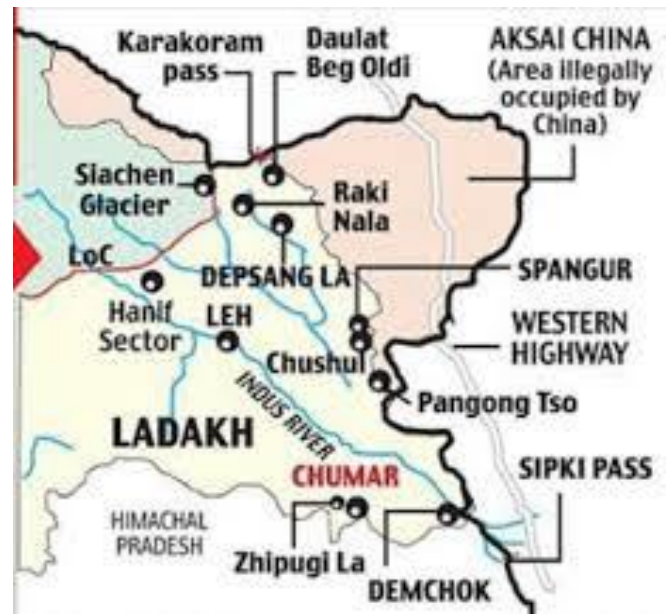 Karakoram
pass
Daulat
Beg Oldi
AKSAI CHINA
(Area illegally
occupied by
China)
Siachen
Glacier
Raki
Nala
LoC
DEPSANG LA
SPANGUR
Hanif
Sector
LEH
Chushul
WESTERN
HIGHWAY
Pangong Tso
INDUS RIVER
LADAKH
CHUMAR
SIPKI PASS
HIMACHAL
PRADESH
Zhipugi La
DEMCHOK